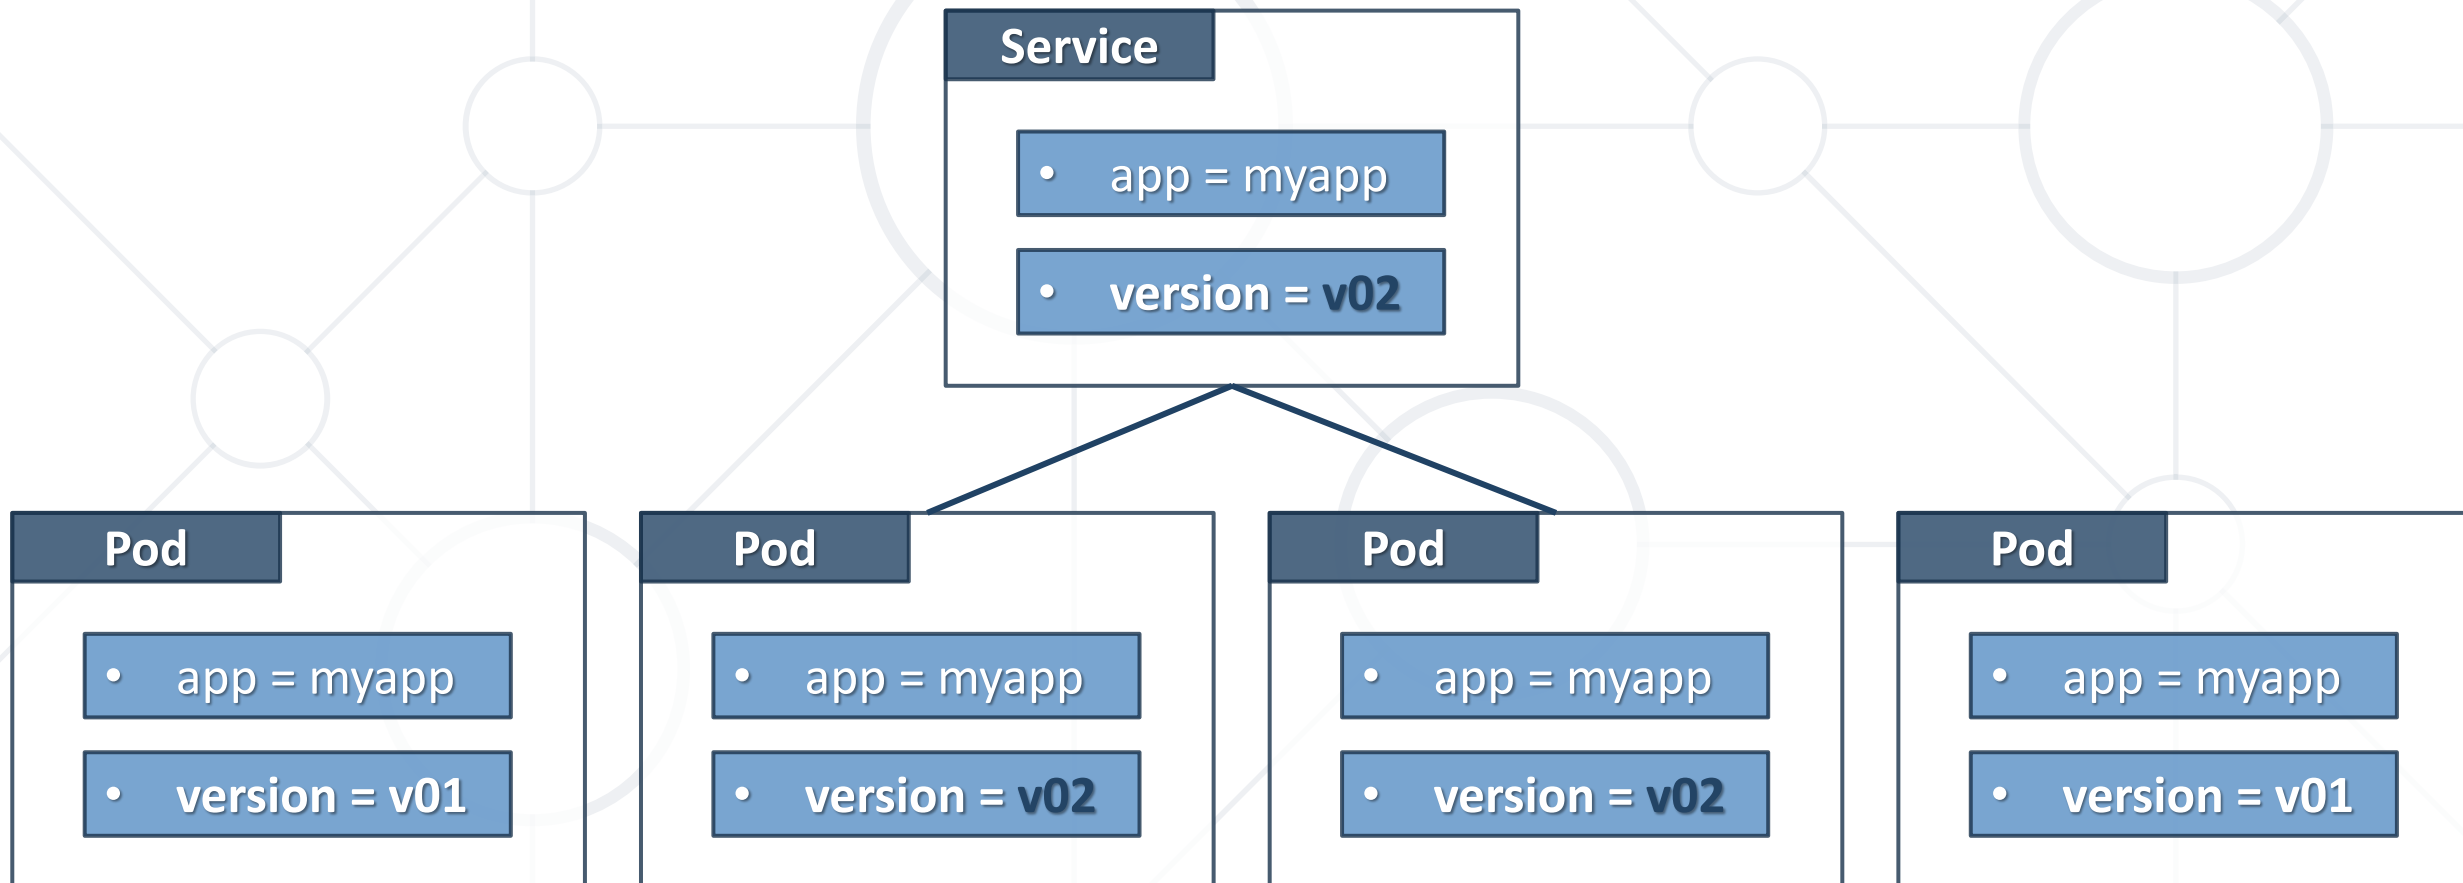 Service
• app = myapp
• version = v02
Pod
• app = myapp
• version = v01
Pod
• app = myapp
• version = v02
Pod
• app = myapp
• version = v02
Pod
• app = myapp
• version = v01